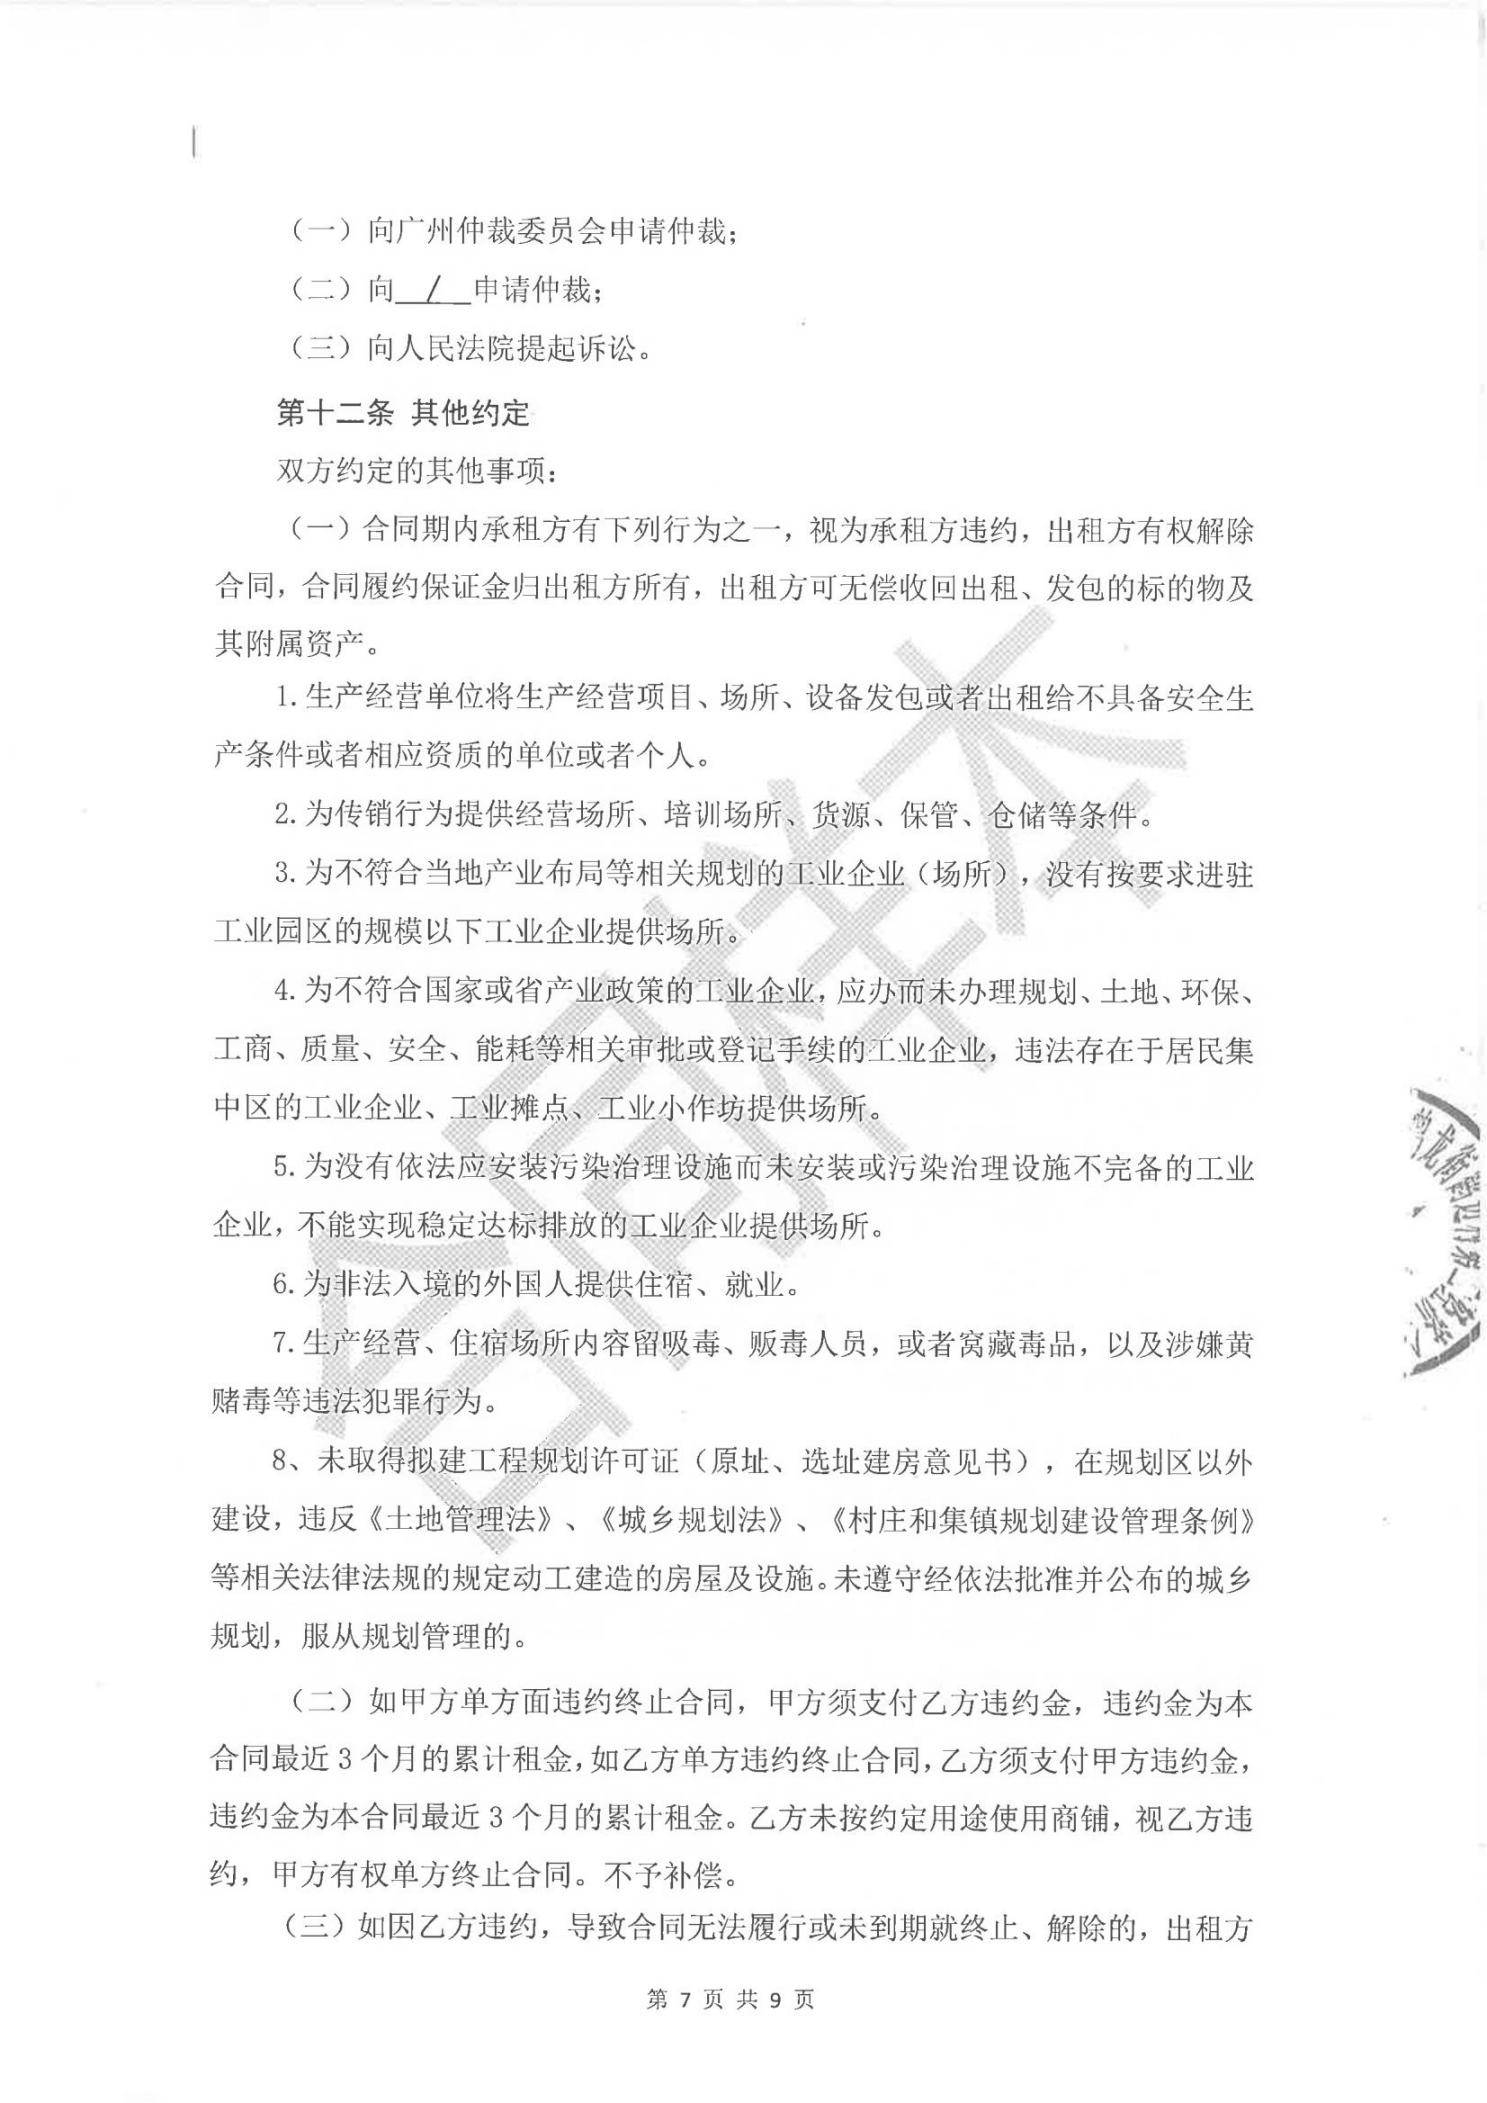 （一）向广州仲裁委员会申请仲裁；
（二）向__/__申请仲裁；
（三）向人民法院提起诉讼。
第十二条 其他约定
双方约定的其他事项：
（一）合同期内承租方有下列行为之一，视为承租方违约，出租方有权解除
合同，合同履约保证金归出租方所有，出租方可无偿收回出租、发包的标的物及
其附属资产。
1.生产经营单位将生产经营项目、场所、设备发包或者出租给不具备安全生
产条件或者相应资质的单位或者个人。
2.为传销行为提供经营场所、培训场所、货源、保管、仓储等条件。
3.为不符合当地产业布局等相关规划的工业企业（场所），没有按要求进驻
工业园区的规模以下工业企业提供场所。
4.为不符合国家或省产业政策的工业企业，应办而未办理规划、土地、环保、
工商、质量、安全、能耗等相关审批或登记手续的工业企业，违法存在于居民集
中区的工业企业、工业摊点、工业小作坊提供场所。
5.为没有依法应安装污染治理设施而未安装或污染治理设施不完备的工业
企业，不能实现稳定达标排放的工业企业提供场所。
6.为非法入境的外国人提供住宿、就业。
7.生产经营、住宿场所内容留吸毒、贩毒人员，或者窝藏毒品，以及涉嫌黄
赌毒等违法犯罪行为。
8、未取得拟建工程规划许可证（原址、选址建房意见书），在规划区以外
建设，违反《土地管理法》、《城乡规划法》、《村庄和集镇规划建设管理条例》
等相关法律法规的规定动工建造的房屋及设施。未遵守经依法批准并公布的城乡
规划，服从规划管理的。
（二）如甲方单方面违约终止合同，甲方须支付乙方违约金，违约金为本
合同最近 3 个月的累计租金，如乙方单方违约终止合同，乙方须支付甲方违约金，
违约金为本合同最近 3 个月的累计租金。乙方未按约定用途使用商铺，视乙方违
约，甲方有权单方终止合同。不予补偿。
（三）如因乙方违约，导致合同无法履行或未到期就终止、解除的，出租方
第 7 页 共 9 页
合同样本
龙街